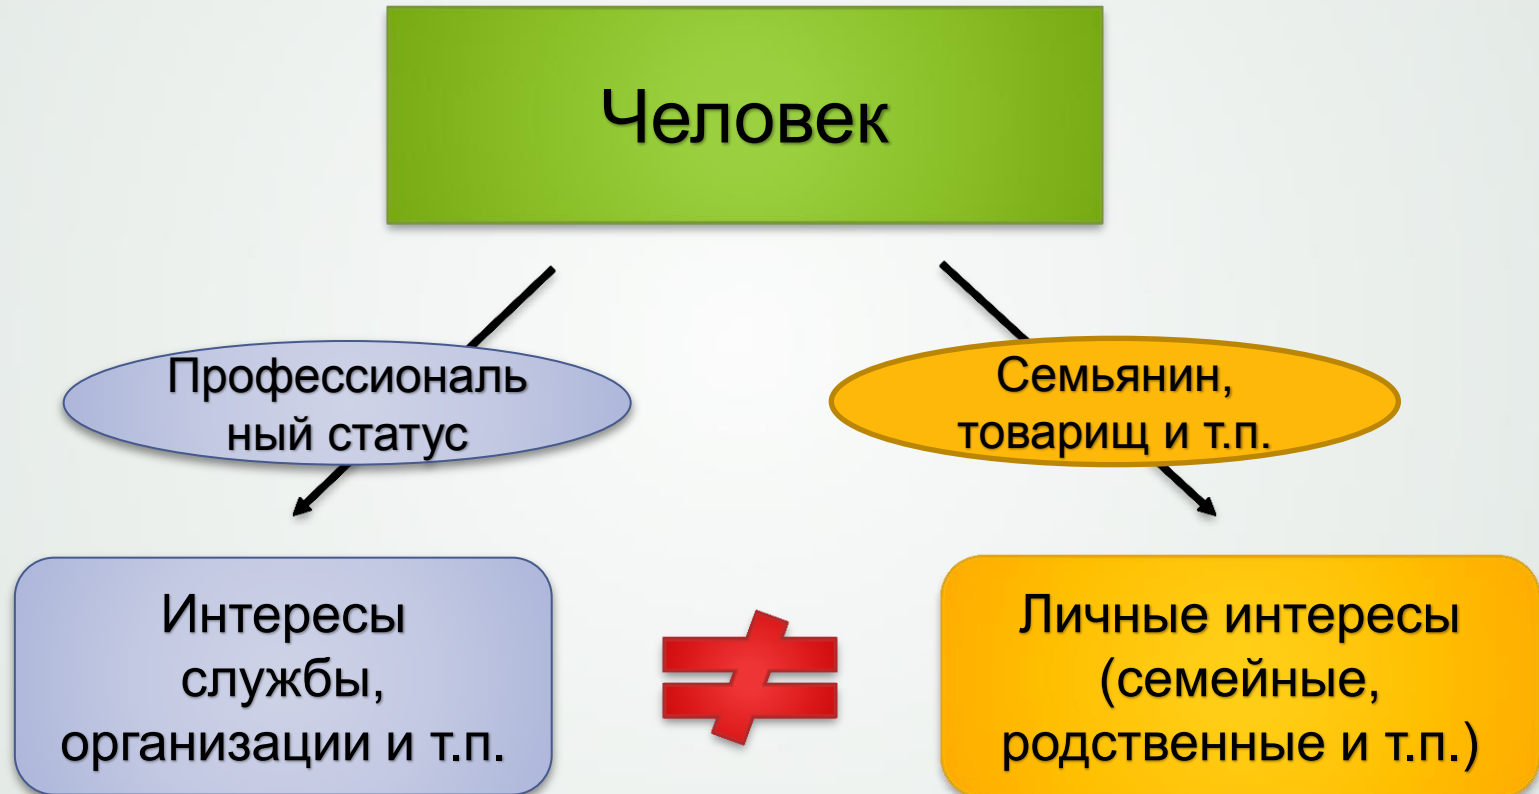 Человек
Профессиональ
ный статус
Семьянин,
товарищ и т.п.
Интересы
службы,
организации и т.п.
Личные интересы
(семейные,
родственные и т.п.)